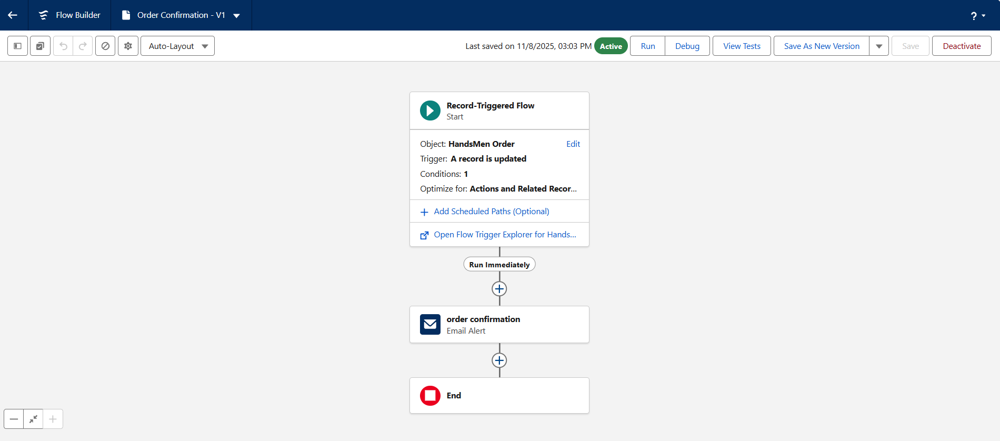 Flow Builder
Order Confirmation - V1
?
Auto-Layout
Last saved on 11/8/2025, 03:03 PM
Active
Run
Debug
View Tests
Save As New Version
Save
Deactivate
Record-Triggered Flow
Start
Object: HandsMen Order
Edit
Trigger: A record is updated
Conditions: 1
Optimize for: Actions and Related Recor...
Add Scheduled Paths (Optional)
Open Flow Trigger Explorer for Hands...
Run Immediately
order confirmation
Email Alert
End